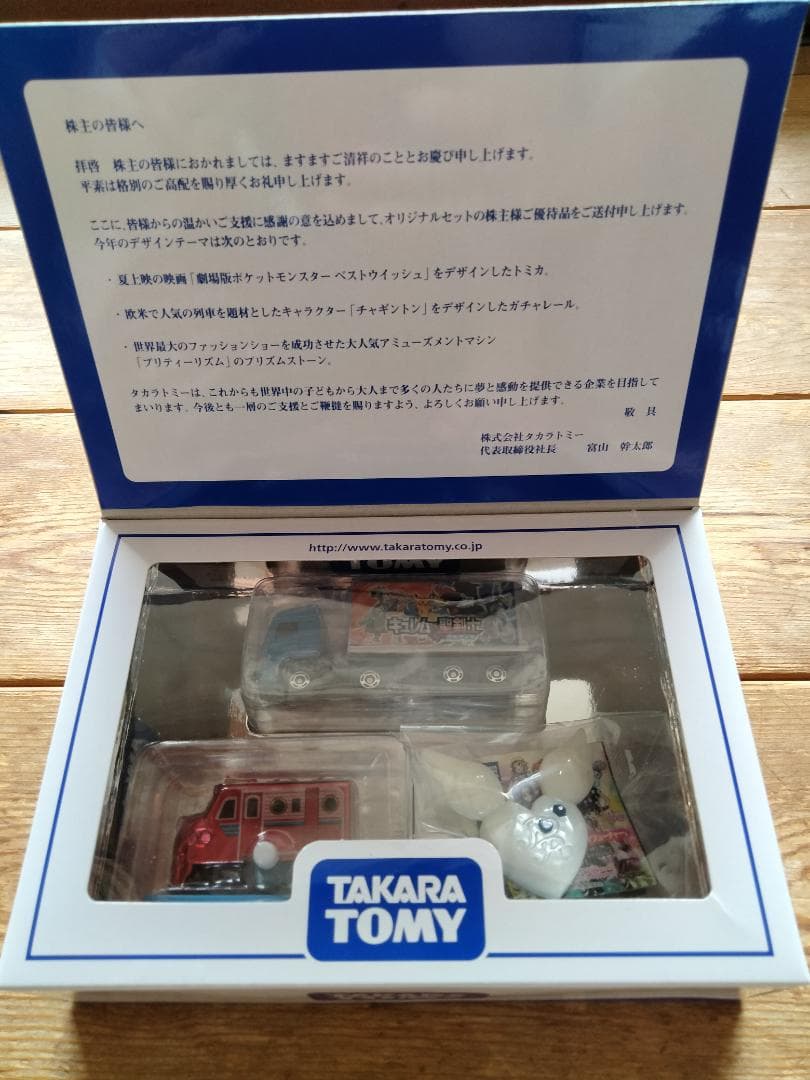 株主の皆様へ
拝啓　株主の皆様におかれましては、ますますご清祥のこととお慶び申し上げます。
平素は格別のご高配を賜り厚くお礼申し上げます。
ここに、皆様からの温かいご支援に感謝の意を込めまして、オリジナルセットの株主様ご優待品をご送付申し上げます。
今年のデザインテーマは次のとおりです。
・夏上映の映画「劇場版ポケットモンスター ベストウイッシュ」をデザインしたトミカ。
・欧米で人気の列車を題材としたキャラクター「チャギントン」をデザインしたガチャレール。
・世界最大のファッションショーを成功させた大人気アミューズメントマシン
「プリティーリズム」のプリズムストーン。
タカラトミーは、これからも世界中の子どもから大人まで多くの人たちに夢と感動を提供できる企業を目指して
まいります。今後とも一層のご支援とご鞭撻を賜りますよう、よろしくお願い申し上げます。
敬 具
株式会社タカラトミー
代表取締役社長　富山　幹太郎
http://www.takaratomy.co.jp
TOMY
キュレム
聖剣士
TAKARA
TOMY